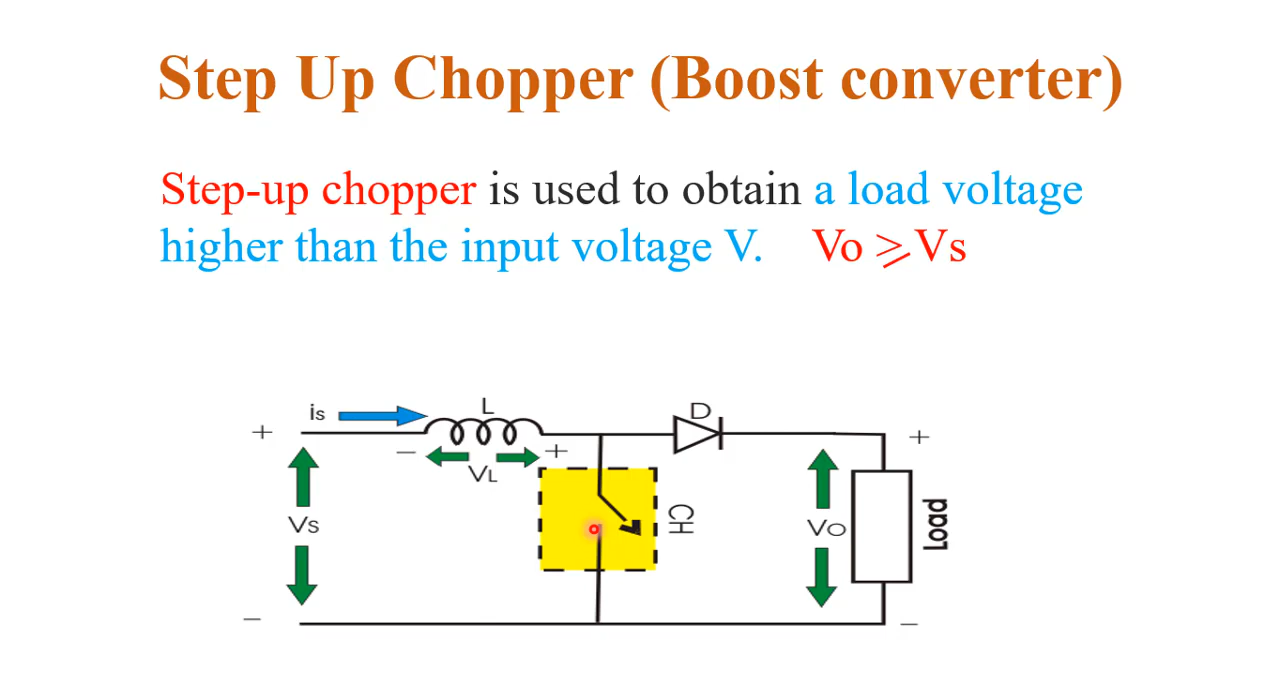 Step Up Chopper (Boost converter)
Step-up chopper is used to obtain a load voltage
higher than the input voltage V. Vo ⩾ Vs
is
L
D
+
+
−
+
VL
CH
Vs
Vo
Load
−
−